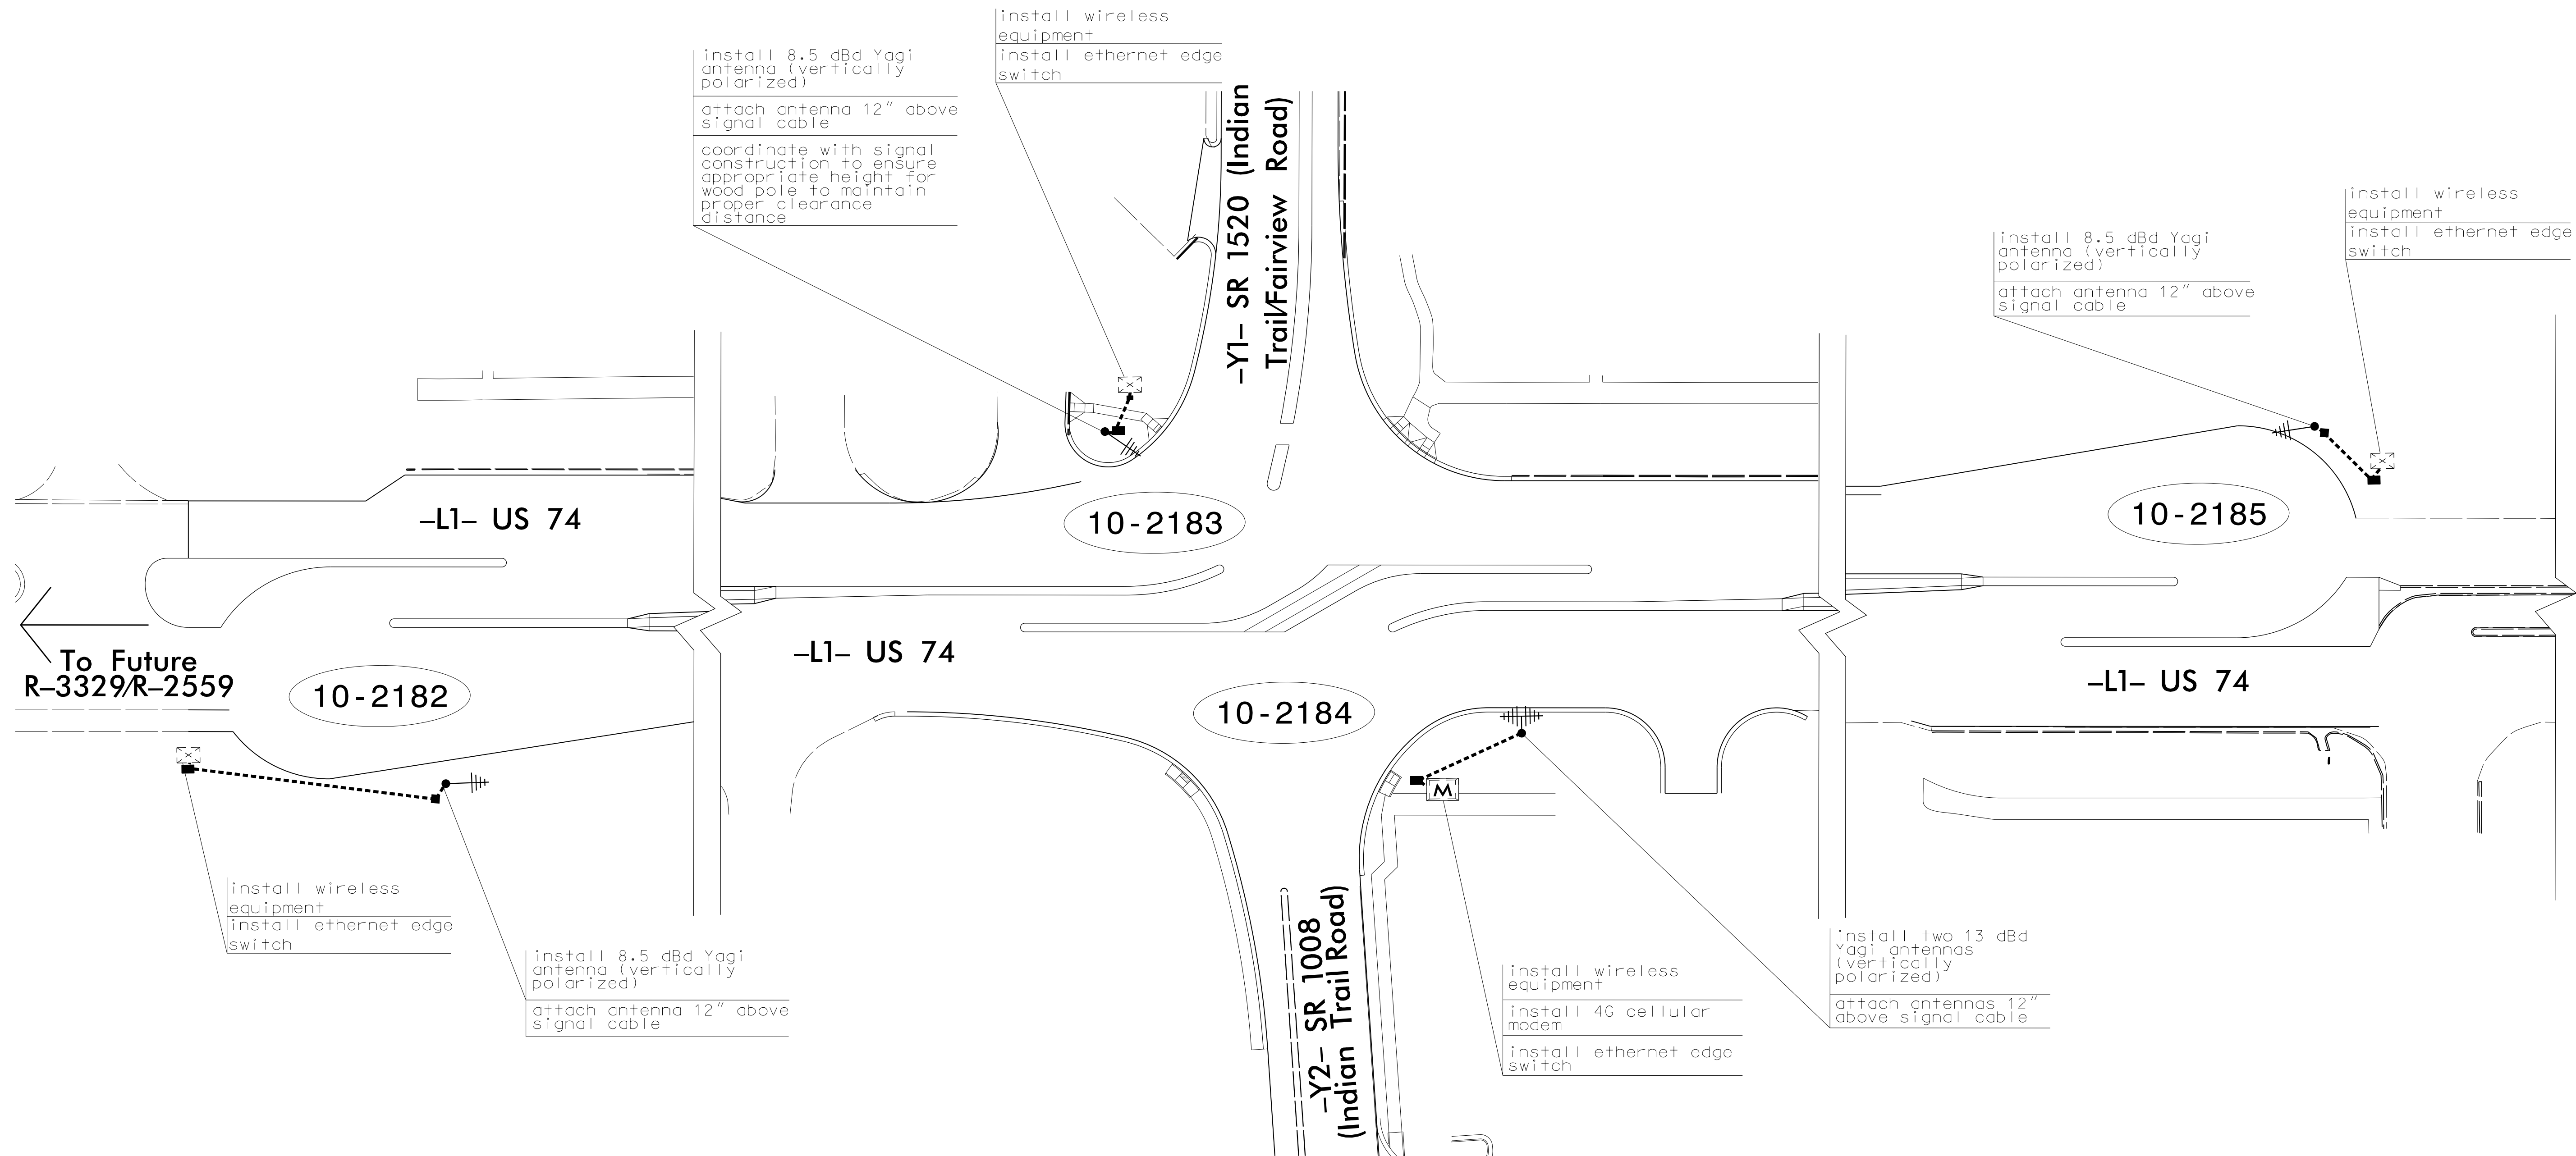 install wireless
equipment
install ethernet edge
switch
install 8.5 dBd Yagi
antenna (vertically
polarized)
attach antenna 12" above
signal cable
coordinate with signal
construction to ensure
appropriate height for
wood pole to maintain
proper clearance
distance
-Y1- SR 1520 (Indian
Trail/Fairview Road)
install wireless
equipment
install ethernet edge
switch
install 8.5 dBd Yagi
antenna (vertically
polarized)
attach antenna 12" above
signal cable
X
X
-L1- US 74
10-2183
10-2185
-L1- US 74
To Future
R-3329/R-2559
10-2182
10-2184
-L1- US 74
X
M
install wireless
equipment
install ethernet edge
switch
install 8.5 dBd Yagi
antenna (vertically
polarized)
attach antenna 12" above
signal cable
-Y2- SR 1008
(Indian Trail Road)
install wireless
equipment
install 4G cellular
modem
install ethernet edge
switch
install two 13 dBd
Yagi antennas
(vertically
polarized)
attach antennas 12"
above signal cable